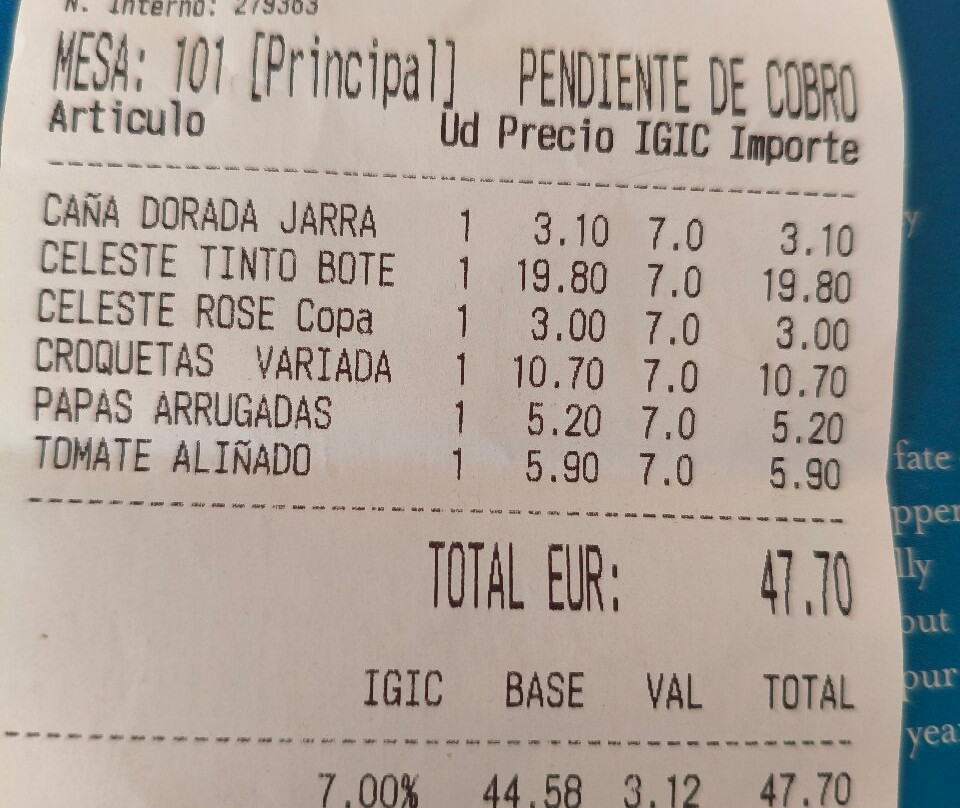 N. Interno: 279363
MESA: 101 [Principal] PENDIENTE DE COBRO
Articulo Ud Precio IGIC Importe
CAÑA DORADA JARRA 1 3.10 7.0 3.10
CELESTE TINTO BOTE 1 19.80 7.0 19.80
CELESTE ROSE Copa 1 3.00 7.0 3.00
CROQUETAS VARIADA 1 10.70 7.0 10.70
PAPAS ARRUGADAS 1 5.20 7.0 5.20
TOMATE ALIÑADO 1 5.90 7.0 5.90
TOTAL EUR: 47.70
IGIC BASE VAL TOTAL
7.00% 44.58 3.12 47.70
fate
lly